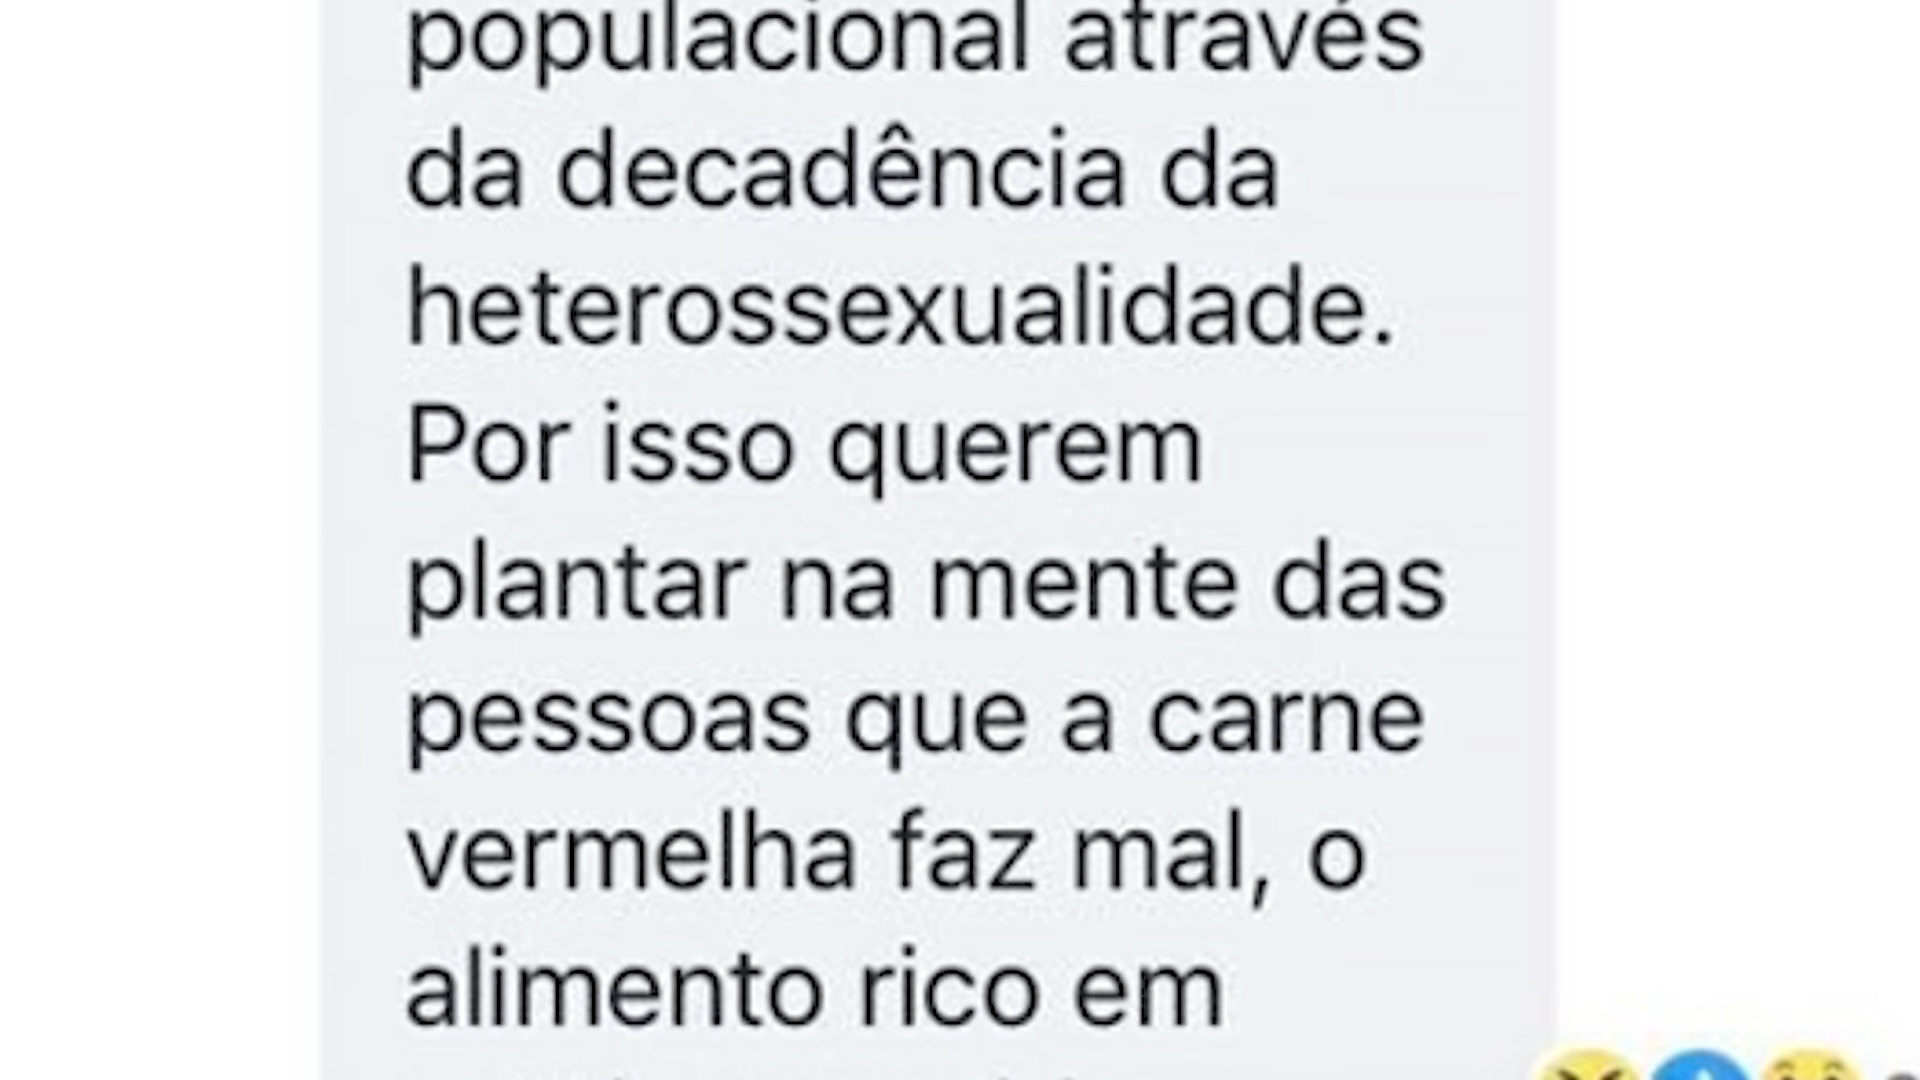 populacional através
da decadência da
heterossexualidade.
Por isso querem
plantar na mente das
pessoas que a carne
vermelha faz mal, o
alimento rico em